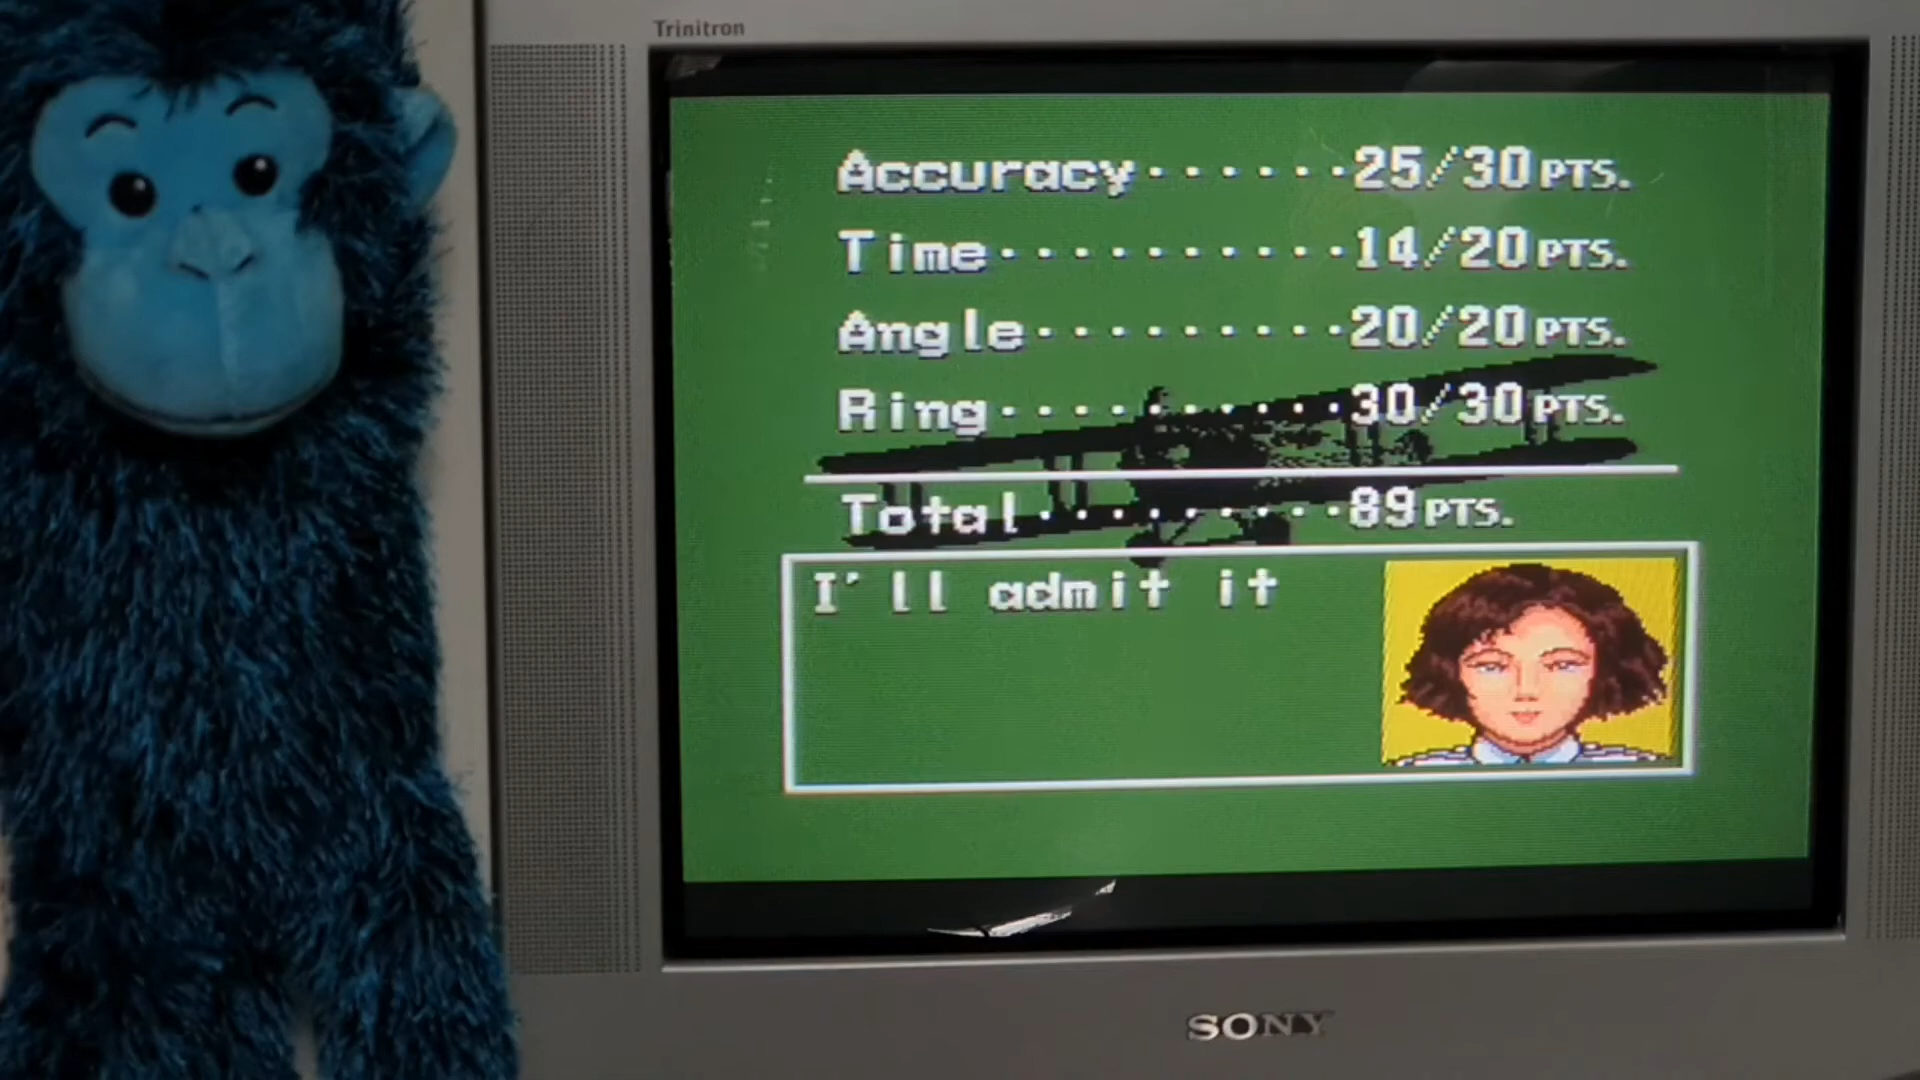 Trinitron
Accuracy······25/30PTS.
Time··········14/20PTS.
Angle·········20/20PTS.
Ring··········30/30PTS.
Total·········89PTS.
I'll admit it
SONY